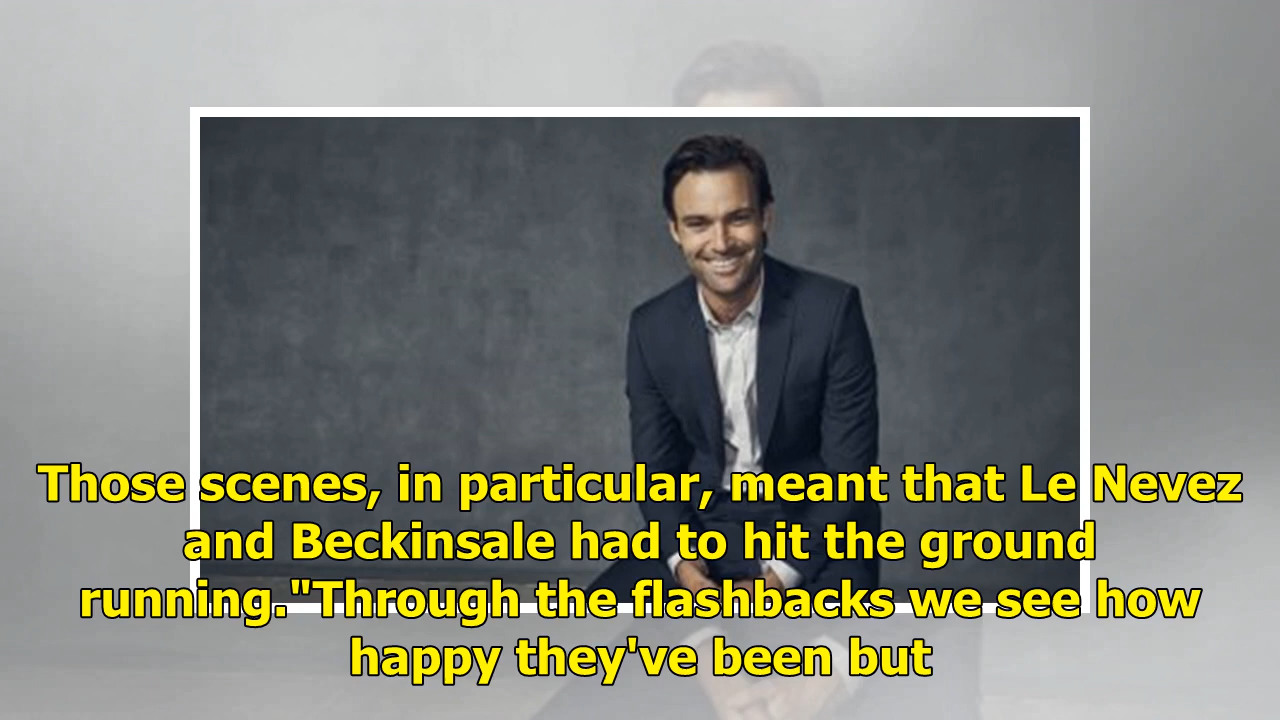 Those scenes, in particular, meant that Le Nevez
and Beckinsale had to hit the ground
running."Through the flashbacks we see how
happy they've been but